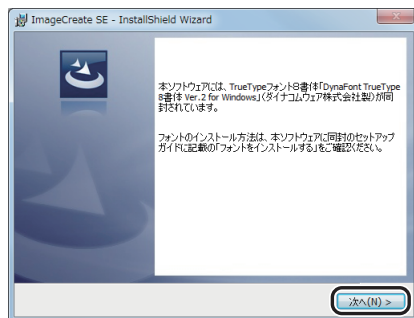 ImageCreate SE - InstallShield Wizard
本ソフトウェアには、TrueTypeフォント8書体「DynaFont TrueType
8書体 Ver.2 for Windows」（ダイナコムウェア株式会社製）が同
封されています。
フォントのインストール方法は、本ソフトウェアに同封のセットアップ
ガイドに記載の「フォントをインストールする」をご確認ください。
次へ(N) >